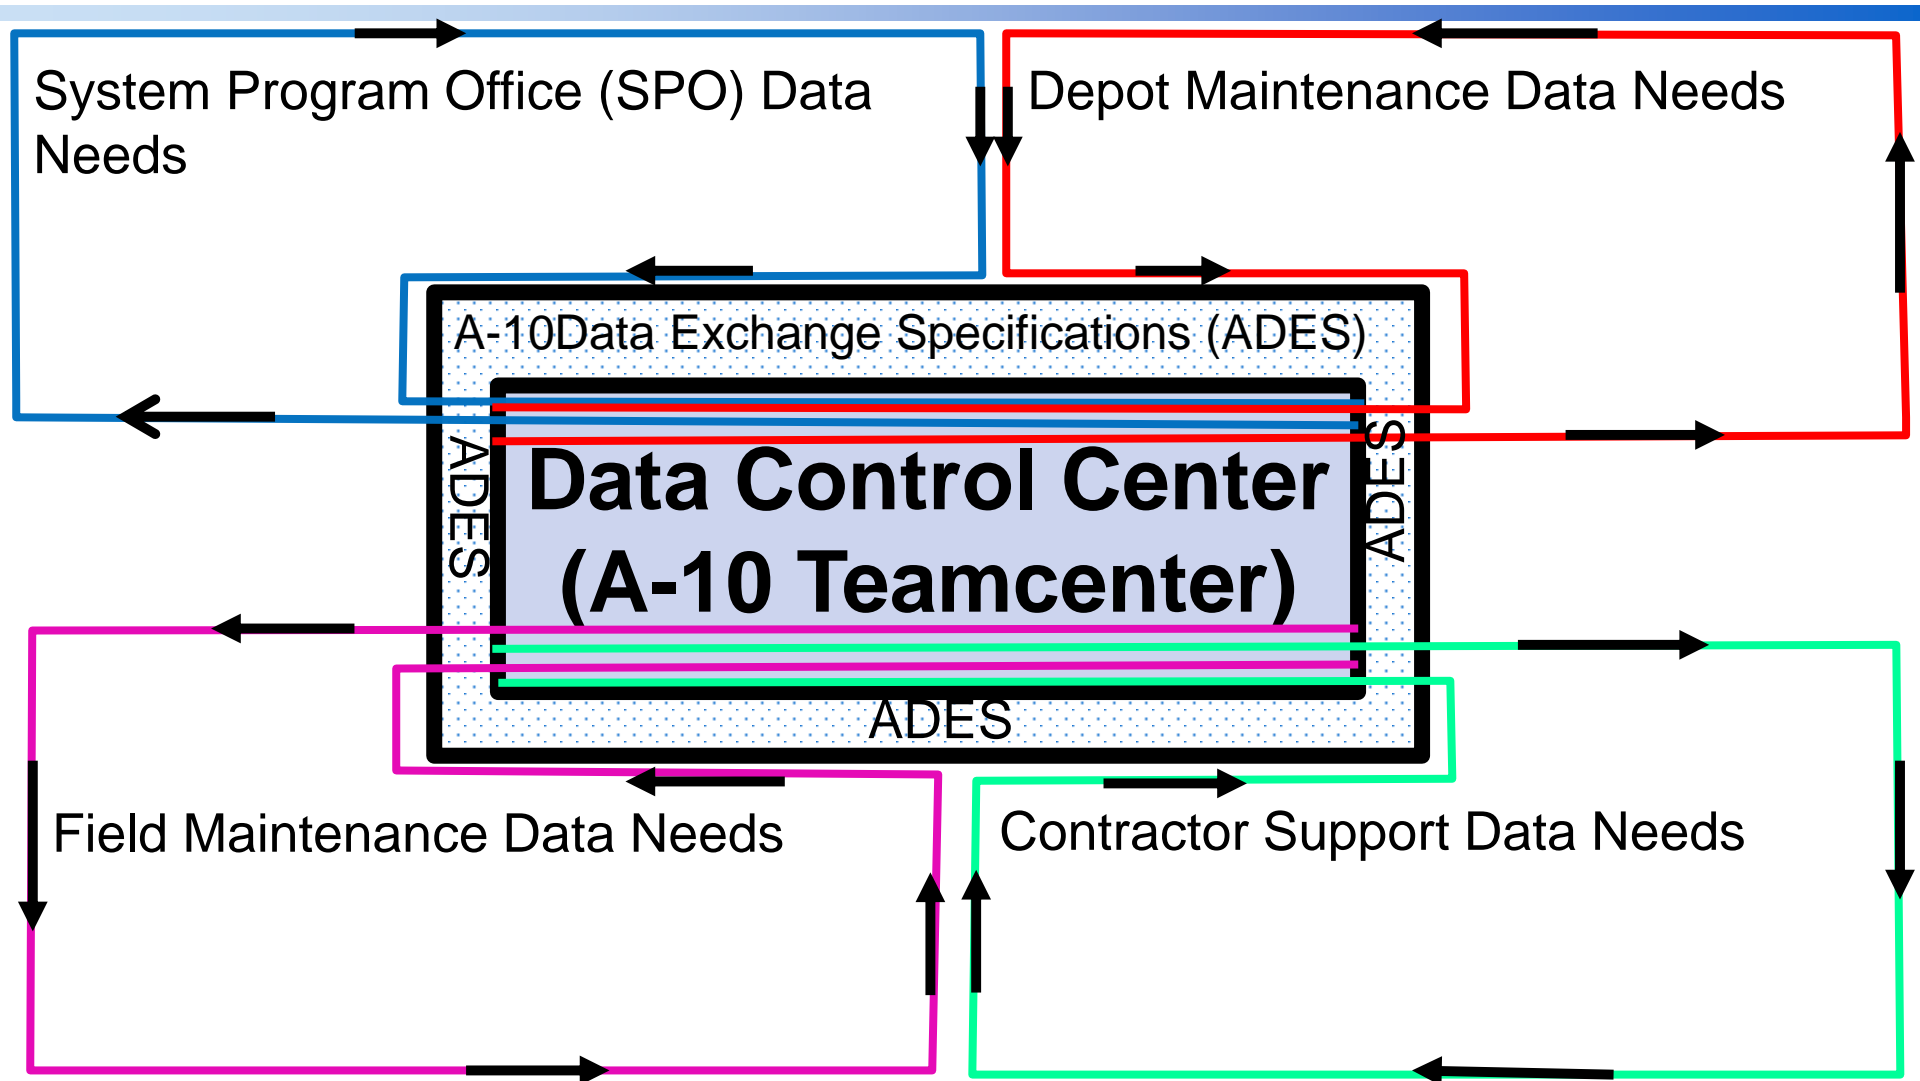 System Program Office (SPO) Data
Needs
Depot Maintenance Data Needs
A-10Data Exchange Specifications (ADES)
ADES
ADES
Data Control Center
(A-10 Teamcenter)
ADES
Field Maintenance Data Needs
Contractor Support Data Needs